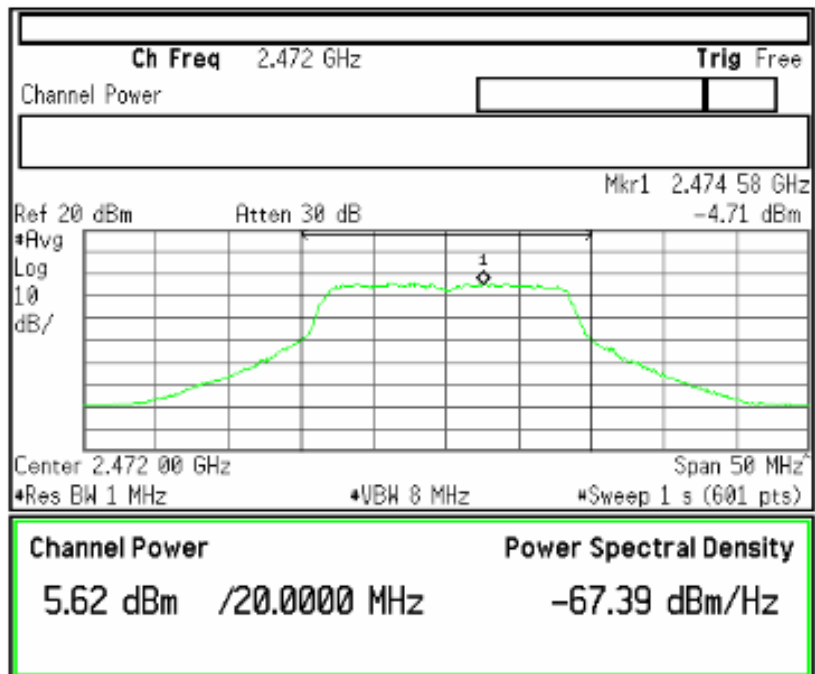 Ch Freq 2.472 GHz Trig Free
Channel Power
Mkr1 2.474 58 GHz
Ref 20 dBm Atten 30 dB -4.71 dBm
#Avg
Log
10
dB/
1
Center 2.472 00 GHz Span 50 MHz^
#Res BW 1 MHz #VBW 8 MHz #Sweep 1 s (601 pts)
Channel Power Power Spectral Density
5.62 dBm /20.0000 MHz -67.39 dBm/Hz